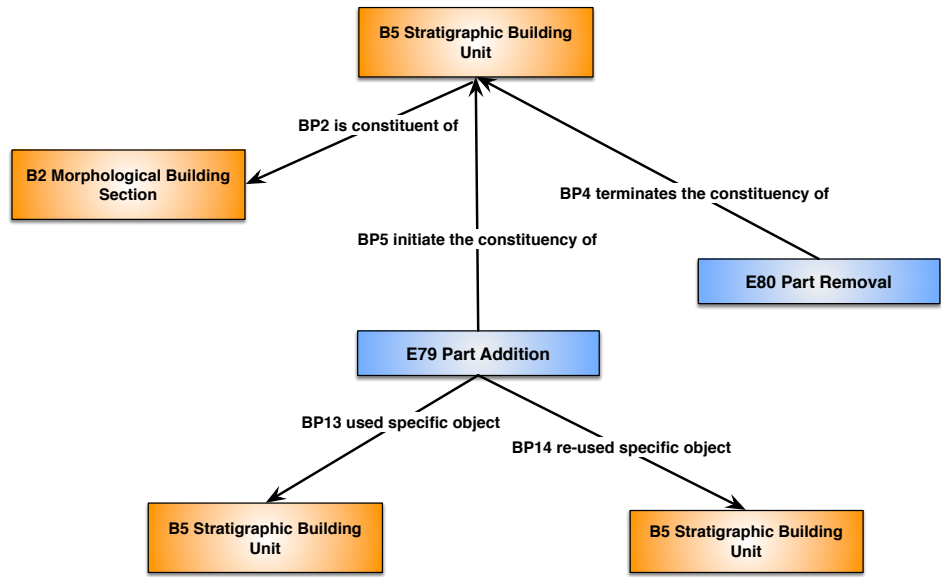 B5 Stratigraphic Building
Unit
BP2 is constituent of
B2 Morphological Building
Section
BP4 terminates the constituency of
BP5 initiate the constituency of
E80 Part Removal
E79 Part Addition
BP13 used specific object
BP14 re-used specific object
B5 Stratigraphic Building
Unit
B5 Stratigraphic Building
Unit